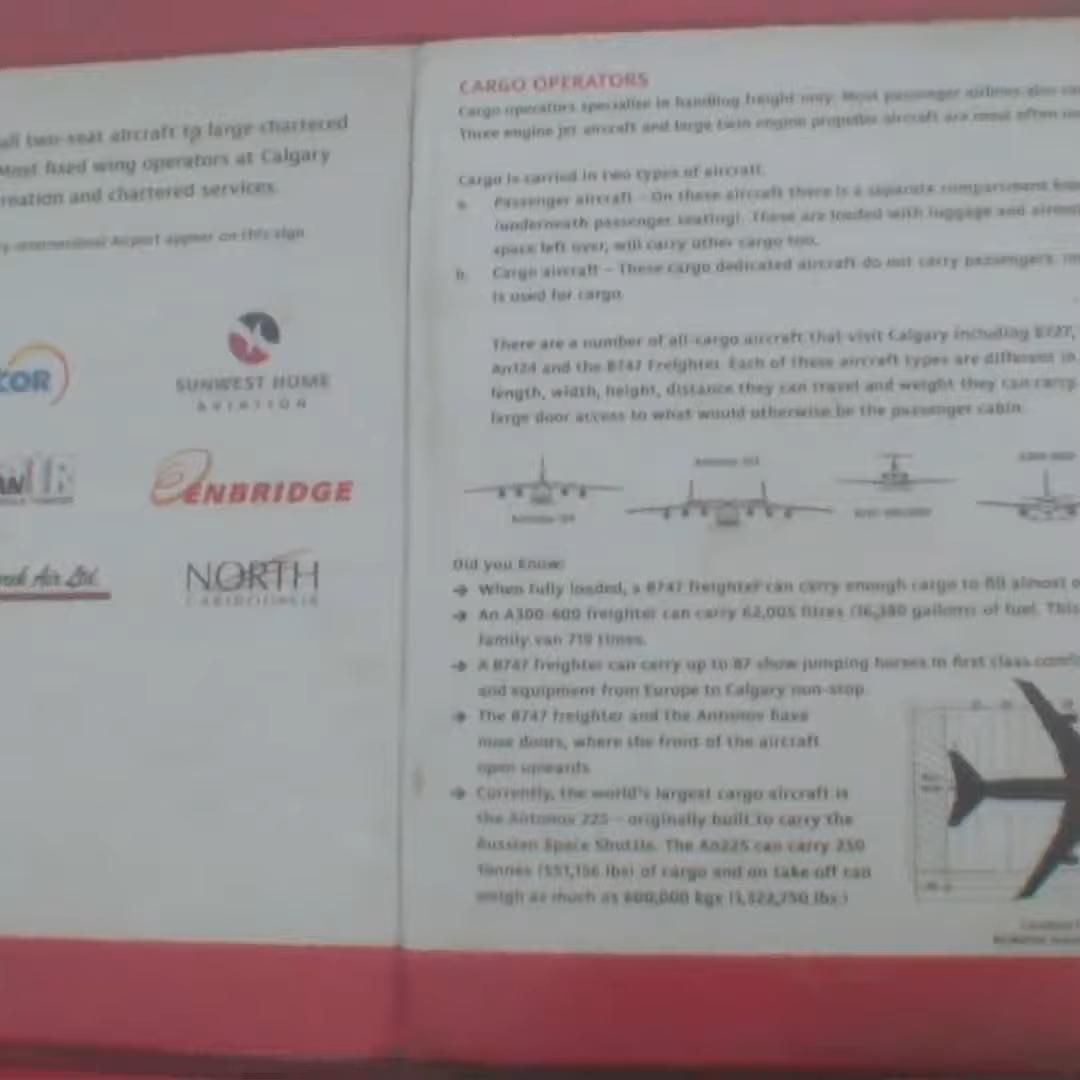 all two-seat aircraft to large chartered
Most fixed wing operators at Calgary
reation and chartered services.
y International Airport appear on this sign
COR
SUNWEST HOME
AVIATION
ENBRIDGE
Air Ltd.
NORTH
CARIBOU AIR
CARGO OPERATORS
Cargo operators specialise in handling freight only. Most passenger airlines also
Three engine jet aircraft and large twin engine propeller aircraft are most often
Cargo is carried in two types of aircraft.
a. Passenger aircraft – On these aircraft there is a separate compartment
(underneath passenger seating). These are loaded with luggage and
space left over, will carry other cargo too.
b. Cargo aircraft – These cargo dedicated aircraft do not carry passengers.
is used for cargo.
There are a number of all-cargo aircraft that visit Calgary including B727,
An124 and the B747 Freighter. Each of these aircraft types are different in
length, width, height, distance they can travel and weight they can carry.
large door access to what would otherwise be the passenger cabin.
Antonov 124
Did you know:
→ When fully loaded, a B747 freighter can carry enough cargo to fill almost
→ An A300-600 freighter can carry 62,005 litres (16,380 gallons) of fuel. This
family van 719 times.
→ A B747 freighter can carry up to 87 show jumping horses in first class
and equipment from Europe to Calgary non-stop.
→ The B747 freighter and the Antonov have
nose doors, where the front of the aircraft
open upwards.
→ Currently, the world's largest cargo aircraft is
the Antonov 225 – originally built to carry the
Russian Space Shuttle. The An225 can carry 250
Tonnes (551,156 lbs) of cargo and on take off can
weigh as much as 600,000 kgs (1,322,750 lbs.)